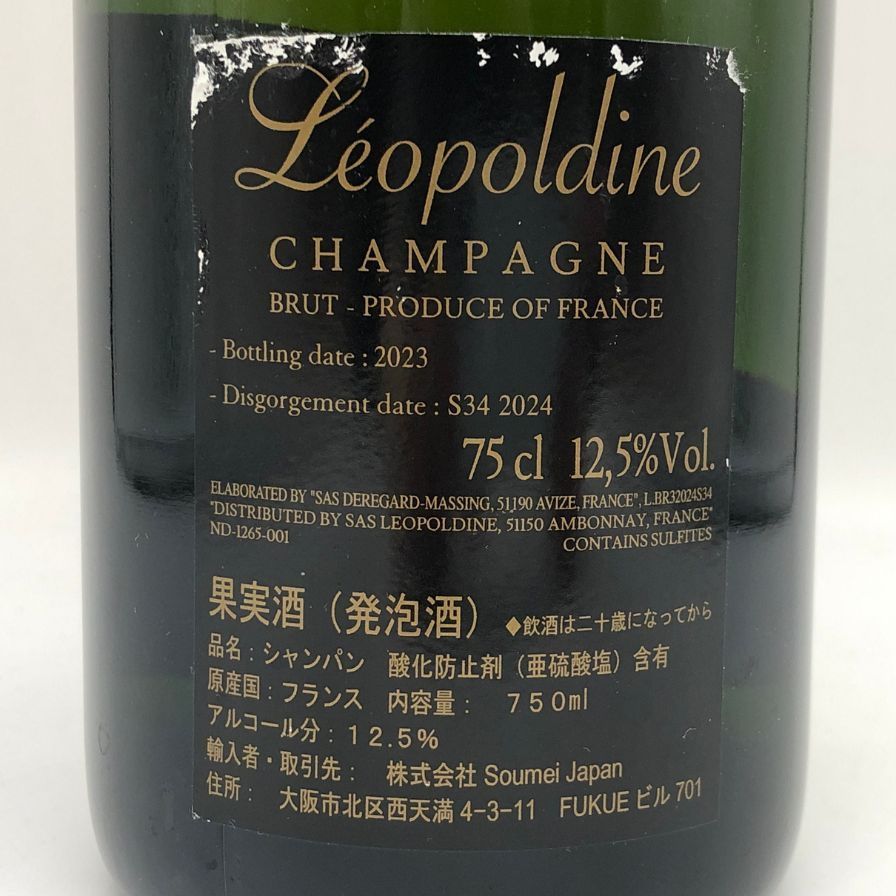 Léopoldine
CHAMPAGNE
BRUT - PRODUCE OF FRANCE
- Bottling date : 2023
- Disgorgement date : S34 2024
75 cl 12,5%Vol.
ELABORATED BY "SAS DEREGARD-MASSING, 51190 AVIZE, FRANCE", L.BR32024S34
"DISTRIBUTED BY SAS LEOPOLDINE, 51150 AMBONNAY, FRANCE"
ND-1265-001 CONTAINS SULFITES
果実酒（発泡酒） ◆飲酒は二十歳になってから
品名：シャンパン 酸化防止剤（亜硫酸塩）含有
原産国：フランス 内容量： 750ml
アルコール分：12.5%
輸入者・取引先： 株式会社 Soumei Japan
住所： 大阪市北区西天満4-3-11 FUKUE ビル 701